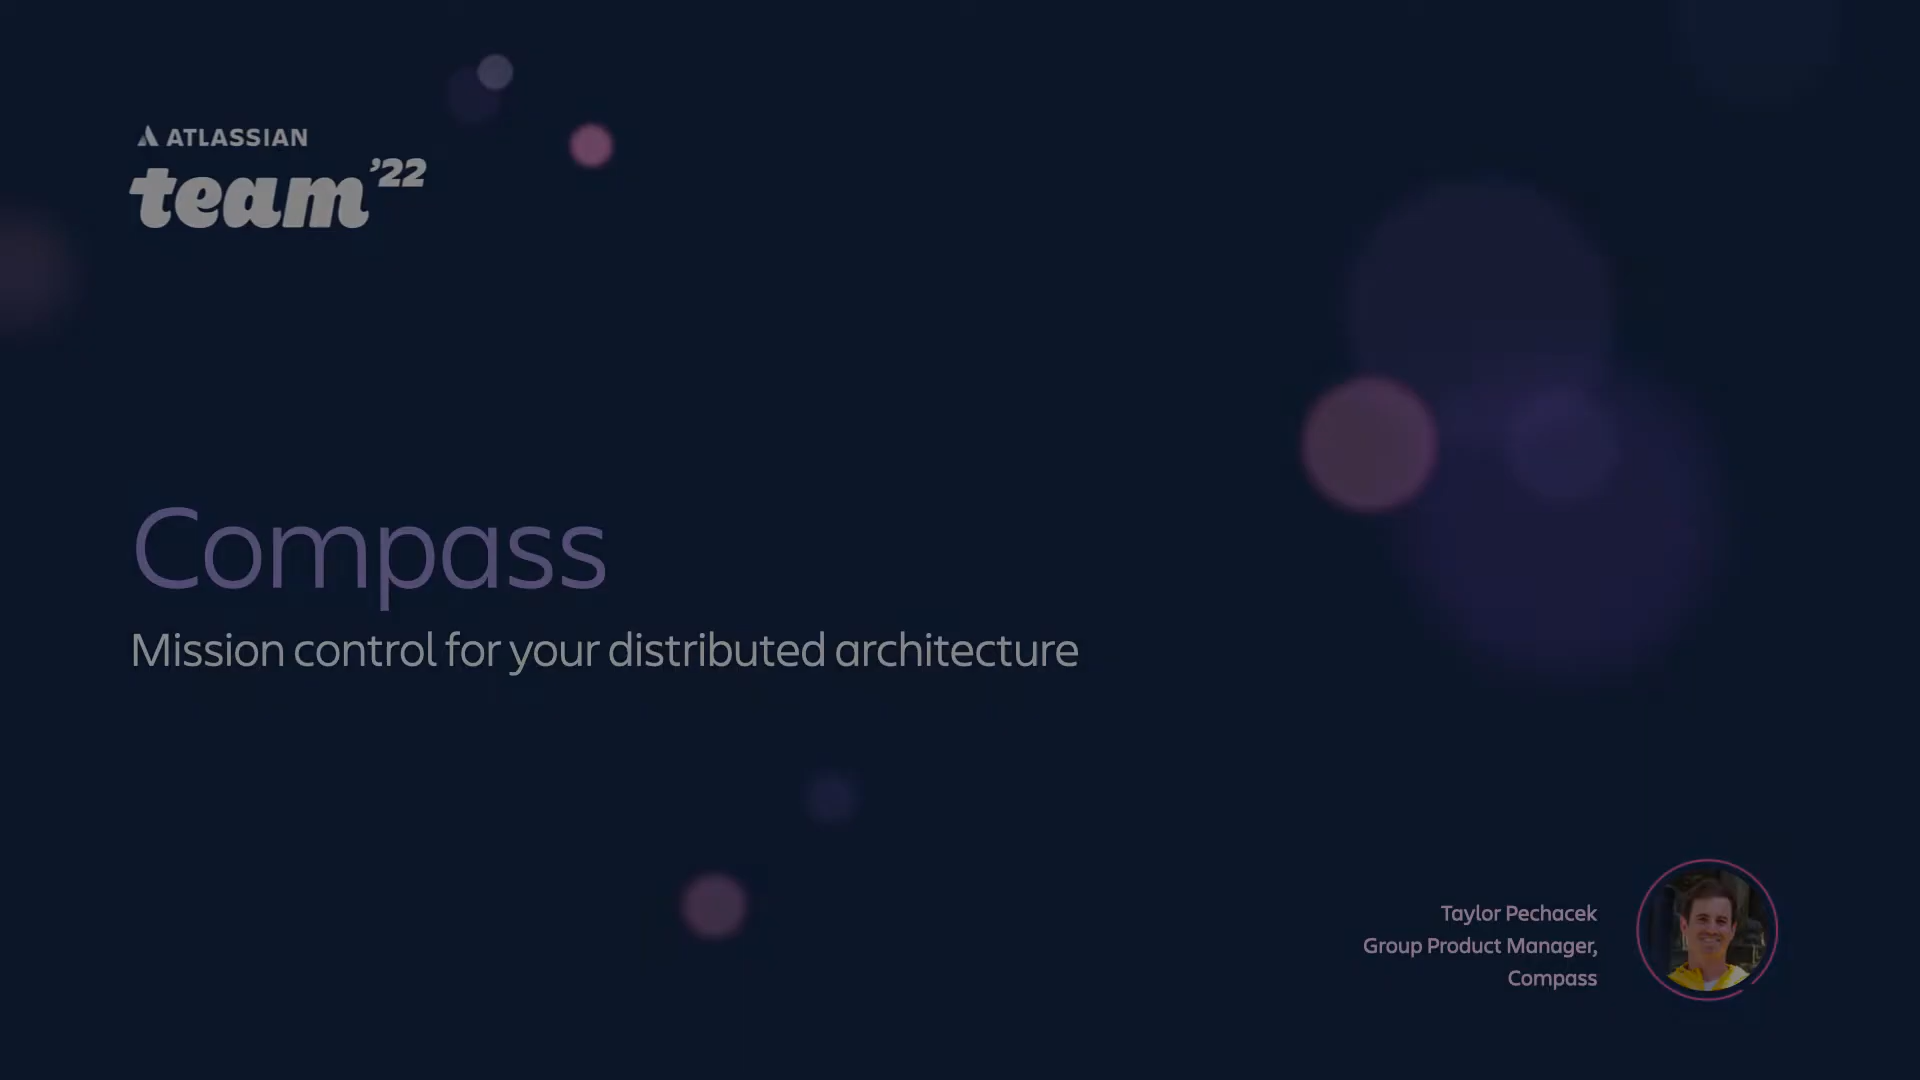 ATLASSIAN
team '22
Compass
Mission control for your distributed architecture
Taylor Pechacek
Group Product Manager,
Compass